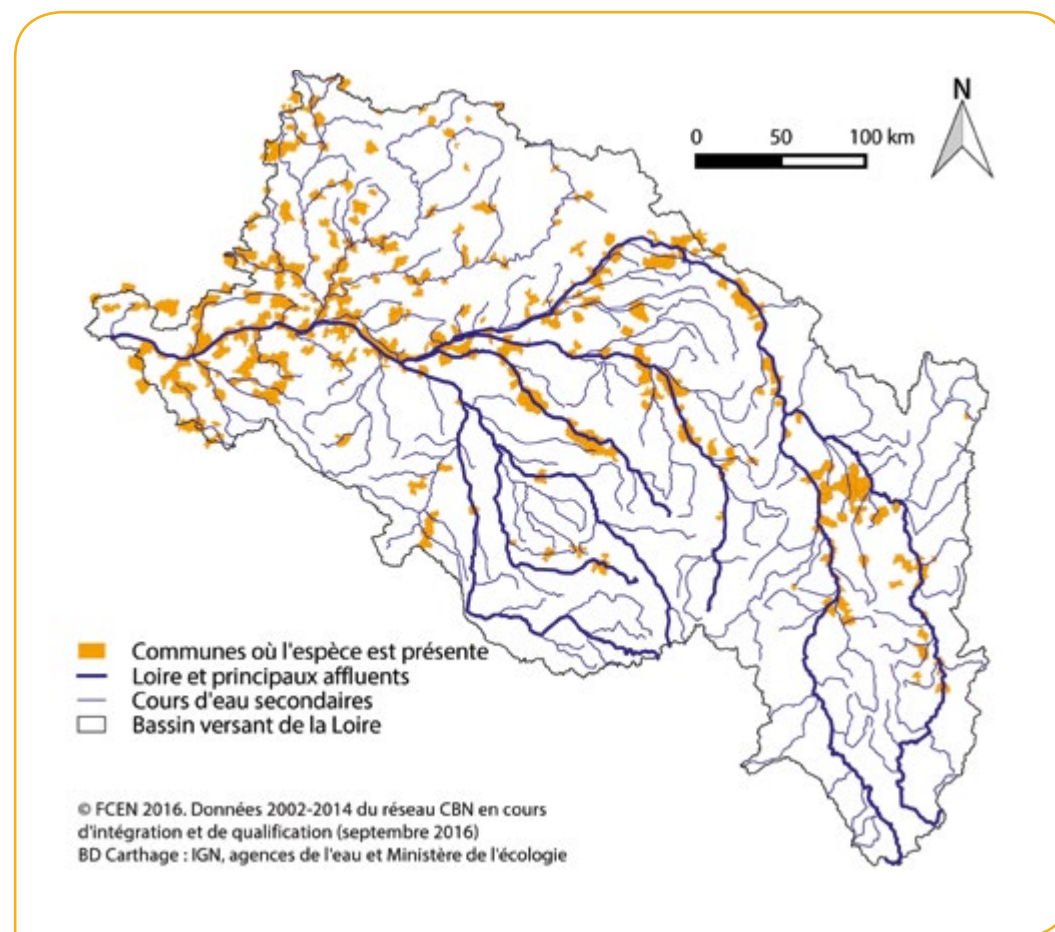 N
0 50 100 km
Communes où l'espèce est présente
Loire et principaux affluents
Cours d'eau secondaires
Bassin versant de la Loire
© FCEN 2016. Données 2002-2014 du réseau CBN en cours
d'intégration et de qualification (septembre 2016)
BD Carthage : IGN, agences de l'eau et Ministère de l'écologie